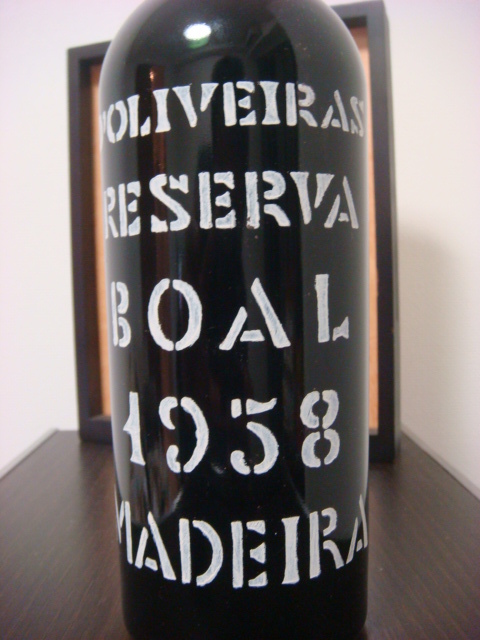 D'OLIVEIRAS
RESERVA
BOAL
1958
MADEIRA